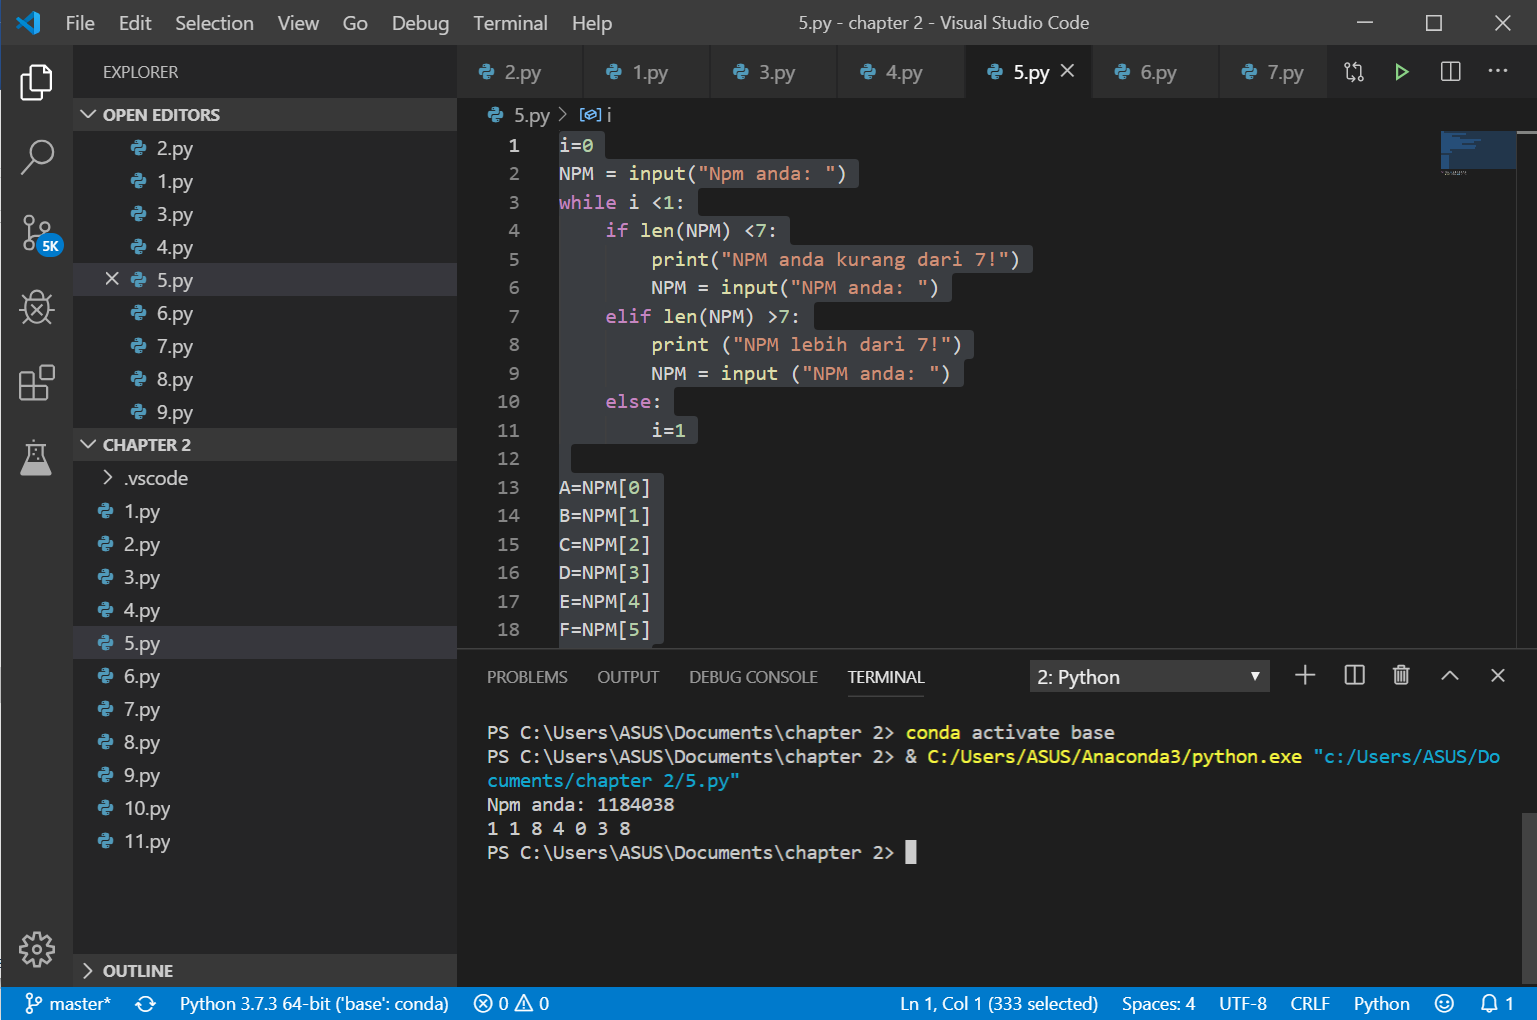 File Edit Selection View Go Debug Terminal Help 5.py - chapter 2 - Visual Studio Code
EXPLORER
2.py 1.py 3.py 4.py 5.py 6.py 7.py
OPEN EDITORS
2.py
1.py
3.py
4.py
5.py
6.py
7.py
8.py
9.py
CHAPTER 2
.vscode
1.py
2.py
3.py
4.py
5.py
6.py
7.py
8.py
9.py
10.py
11.py
OUTLINE
5K
5.py > i
1 i=0
2 NPM = input("Npm anda: ")
3 while i <1:
4 if len(NPM) <7:
5 print("NPM anda kurang dari 7!")
6 NPM = input("NPM anda: ")
7 elif len(NPM) >7:
8 print ("NPM lebih dari 7!")
9 NPM = input ("NPM anda: ")
10 else:
11 i=1
12
13 A=NPM[0]
14 B=NPM[1]
15 C=NPM[2]
16 D=NPM[3]
17 E=NPM[4]
18 F=NPM[5]
PROBLEMS OUTPUT DEBUG CONSOLE TERMINAL 2: Python
PS C:\Users\ASUS\Documents\chapter 2> conda activate base
PS C:\Users\ASUS\Documents\chapter 2> & C:/Users/ASUS/Anaconda3/python.exe "c:/Users/ASUS/Do
cuments/chapter 2/5.py"
Npm anda: 1184038
1 1 8 4 0 3 8
PS C:\Users\ASUS\Documents\chapter 2>
master* Python 3.7.3 64-bit ('base': conda) 0 0 Ln 1, Col 1 (333 selected) Spaces: 4 UTF-8 CRLF Python 1